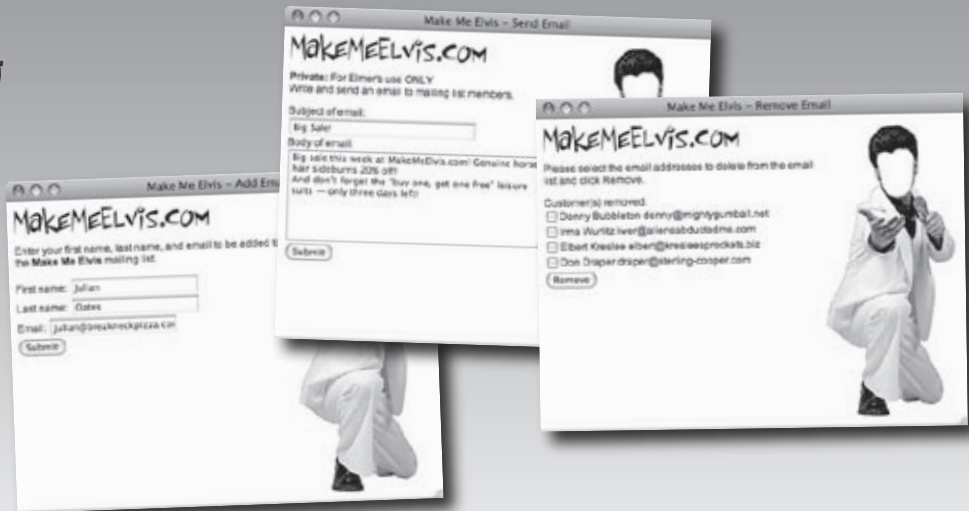 Make Me Elvis – Add Ema
MakeMeElvis.com
Enter your first name, last name, and email to be added to
the Make Me Elvis mailing list.
First name: Julian
Last name: Oates
Email: julian@breakneckpizza.com
Submit
Make Me Elvis – Send Email
MakeMeElvis.com
Private: For Elmer's use ONLY
Write and send an email to mailing list members.
Subject of email:
Big Sale!
Body of email:
Big sale this week at MakeMeElvis.com! Genuine horse
hair sideburns 20% off!
And don't forget the "buy one, get one free" leisure
suits — only three days left!
Submit
Make Me Elvis – Remove Email
MakeMeElvis.com
Please select the email addresses to delete from the email
list and click Remove.
Customer(s) removed.
Denny Bubbleton denny@mightygumball.net
Irma Wurlitz iver@aliensabductedme.com
Elbert Kreslee elbert@kresleesprockets.biz
Don Draper draper@sterling-cooper.com
Remove